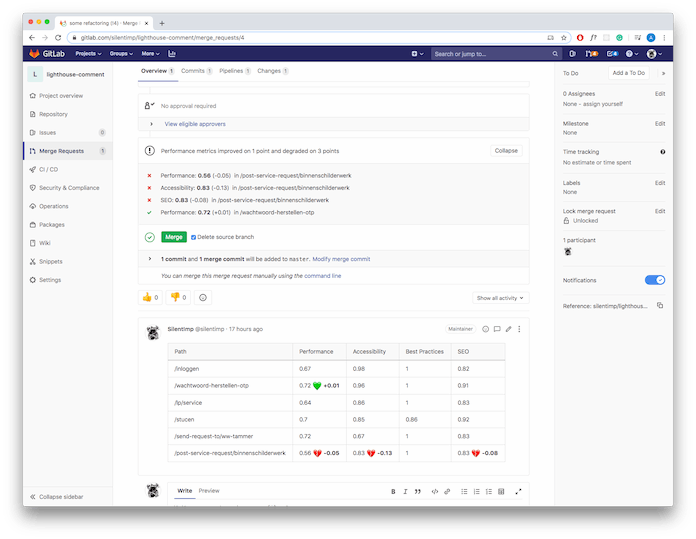 some refactoring (!4) · Merge
gitlab.com/silentimp/lighthouse-comment/merge_requests/4
GitLab Projects Groups More Search or jump to...
L lighthouse-comment
Project overview
Repository
Issues 0
Merge Requests 1
CI / CD
Security & Compliance
Operations
Packages
Wiki
Snippets
Settings
Collapse sidebar
Overview 1 Commits 1 Pipelines 1 Changes 1
No approval required
View eligible approvers
Performance metrics improved on 1 point and degraded on 3 points Collapse
Performance: 0.56 (-0.05) in /post-service-request/binnenschilderwerk
Accessibility: 0.83 (-0.13) in /post-service-request/binnenschilderwerk
SEO: 0.83 (-0.08) in /post-service-request/binnenschilderwerk
Performance: 0.72 (+0.01) in /wachtwoord-herstellen-otp
Merge Delete source branch
1 commit and 1 merge commit will be added to master. Modify merge commit
You can merge this merge request manually using the command line
👍 0 👎 0 Show all activity
Silentimp @silentimp · 17 hours ago Maintainer
Path Performance Accessibility Best Practices SEO
/inloggen 0.67 0.98 1 0.82
/wachtwoord-herstellen-otp 0.72 💚 +0.01 0.96 1 0.91
/lp/service 0.64 0.86 1 0.83
/stucen 0.7 0.85 0.86 0.92
/send-request-to/ww-tammer 0.72 0.67 1 0.83
/post-service-request/binnenschilderwerk 0.56 💔 -0.05 0.83 💔 -0.13 1 0.83 💔 -0.08
Write Preview
To Do Add a To Do
0 Assignees Edit
None - assign yourself
Milestone Edit
None
Time tracking
No estimate or time spent
Labels Edit
None
Lock merge request Edit
Unlocked
1 participant
Notifications
Reference: silentimp/lighthous...